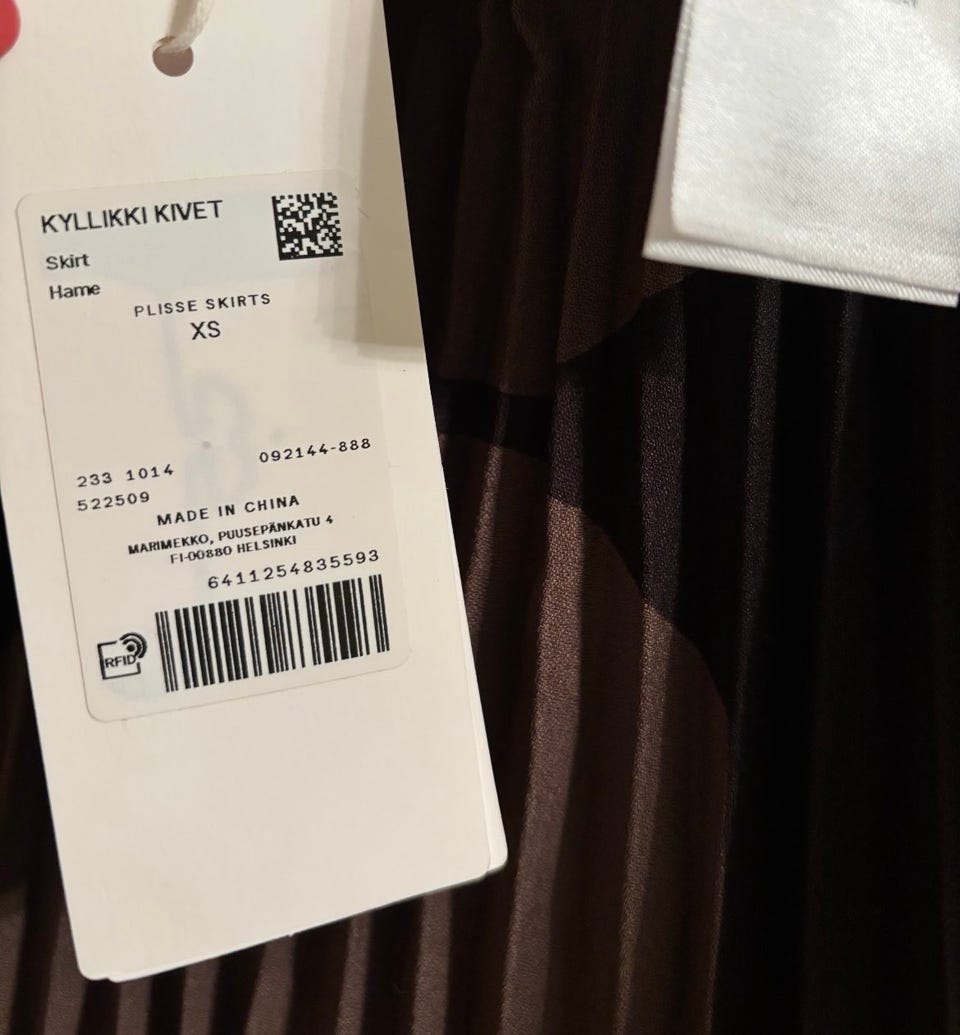 KYLLIKKI KIVET
Skirt
Hame
PLISSE SKIRTS
XS
233 1014
092144-888
522509
MADE IN CHINA
MARIMEKKO, PUUSEPÄNKATU 4
FI-00880 HELSINKI
6411254835593
RFID